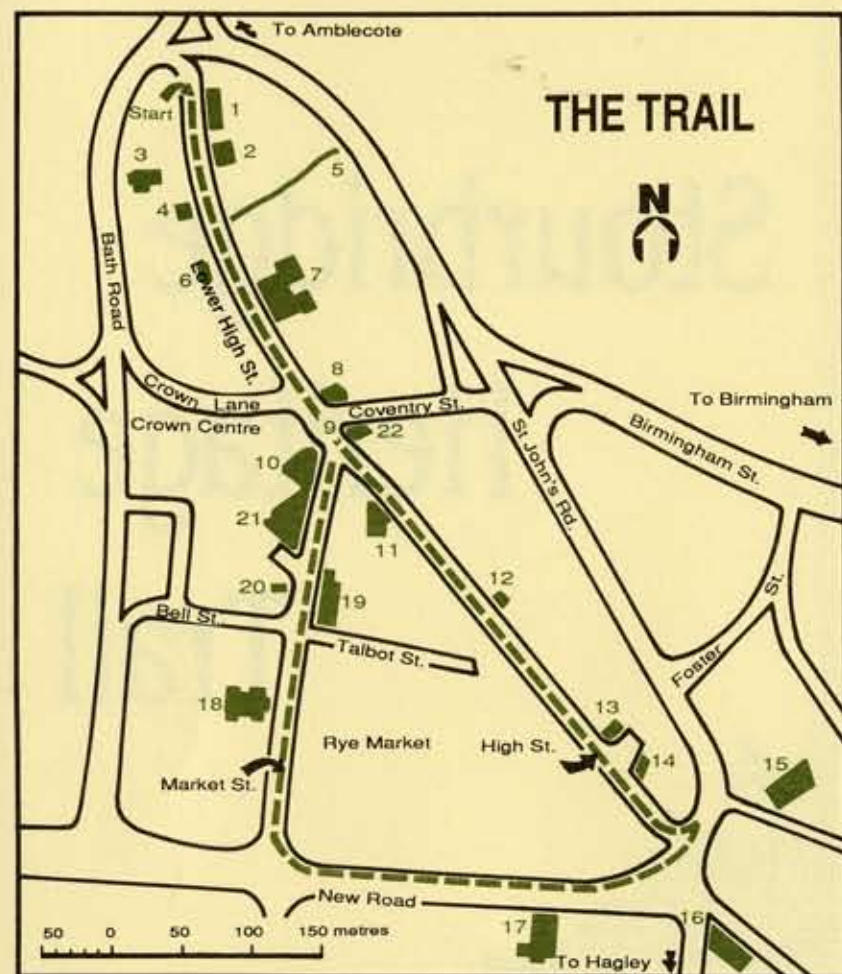 To Amblecote
THE TRAIL
N
Start
1
2
3
4
5
6
7
Bath Road
Lower High St.
8
Crown Lane
Coventry St.
Crown Centre
9
22
To Birmingham
Birmingham St.
St John's Rd.
10
21
11
12
20
19
Bell St.
Talbot St.
Foster St.
18
13
Rye Market
High St.
14
15
Market St.
New Road
50 0 50 100 150 metres
17
16
To Hagley